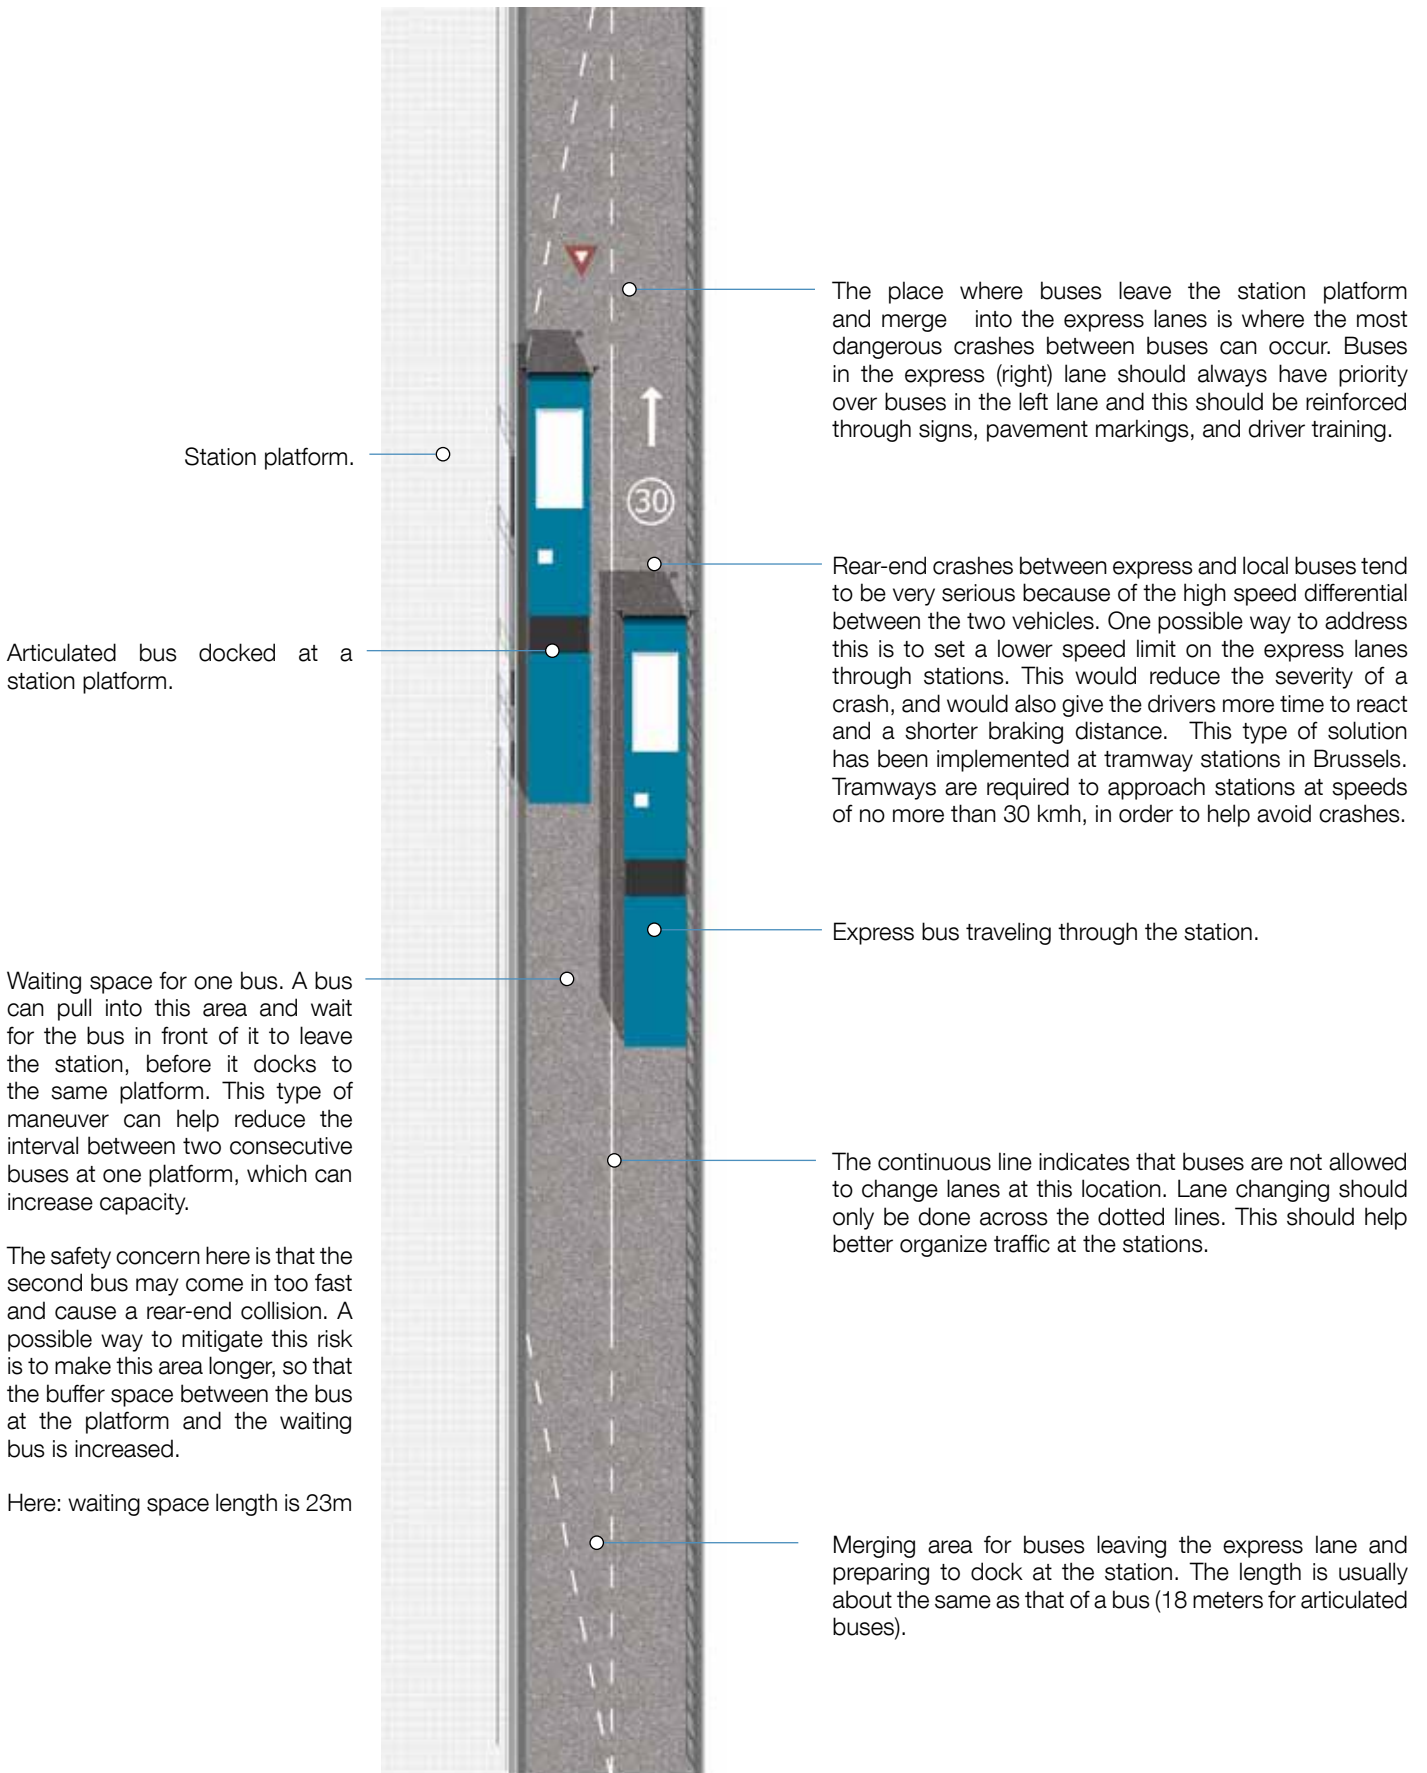 The place where buses leave the station platform
and merge into the express lanes is where the most
dangerous crashes between buses can occur. Buses
in the express (right) lane should always have priority
over buses in the left lane and this should be reinforced
through signs, pavement markings, and driver training.
Station platform.
30
Rear-end crashes between express and local buses tend
to be very serious because of the high speed differential
between the two vehicles. One possible way to address
this is to set a lower speed limit on the express lanes
through stations. This would reduce the severity of a
crash, and would also give the drivers more time to react
and a shorter braking distance. This type of solution
has been implemented at tramway stations in Brussels.
Tramways are required to approach stations at speeds
of no more than 30 kmh, in order to help avoid crashes.
Articulated bus docked at a
station platform.
Express bus traveling through the station.
Waiting space for one bus. A bus
can pull into this area and wait
for the bus in front of it to leave
the station, before it docks to
the same platform. This type of
maneuver can help reduce the
interval between two consecutive
buses at one platform, which can
increase capacity.
The safety concern here is that the
second bus may come in too fast
and cause a rear-end collision. A
possible way to mitigate this risk
is to make this area longer, so that
the buffer space between the bus
at the platform and the waiting
bus is increased.
Here: waiting space length is 23m
The continuous line indicates that buses are not allowed
to change lanes at this location. Lane changing should
only be done across the dotted lines. This should help
better organize traffic at the stations.
Merging area for buses leaving the express lane and
preparing to dock at the station. The length is usually
about the same as that of a bus (18 meters for articulated
buses).